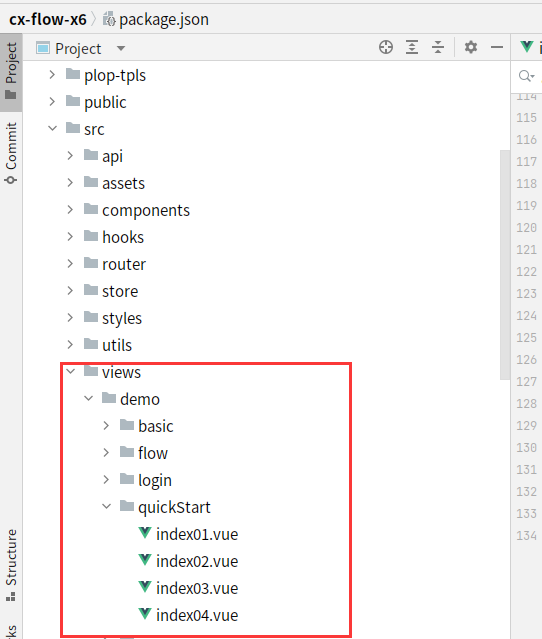 cx-flow-x6 package.json
Project
Project
Commit
Structure
plop-tpls
public
src
api
assets
components
hooks
router
store
styles
utils
views
demo
basic
flow
login
quickStart
index01.vue
index02.vue
index03.vue
index04.vue
114
115
116
117
118
119
120
121
122
123
124
125
126
127
128
129
130
131
132
133
134